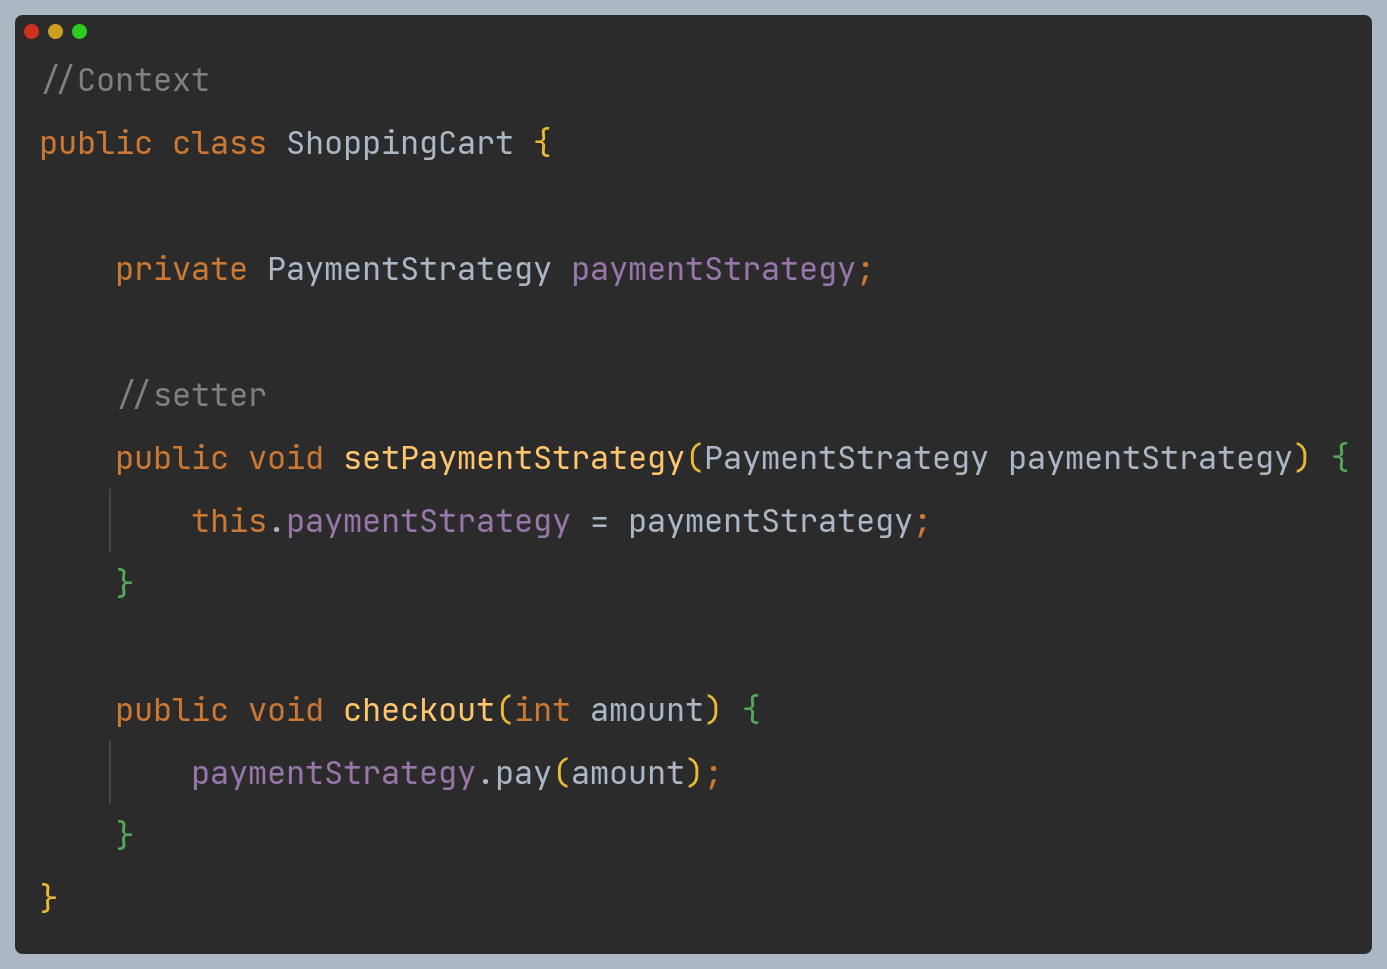 //Context
public class ShoppingCart {
    private PaymentStrategy paymentStrategy;
    //setter
    public void setPaymentStrategy(PaymentStrategy paymentStrategy) {
        this.paymentStrategy = paymentStrategy;
    }
    public void checkout(int amount) {
        paymentStrategy.pay(amount);
    }
}